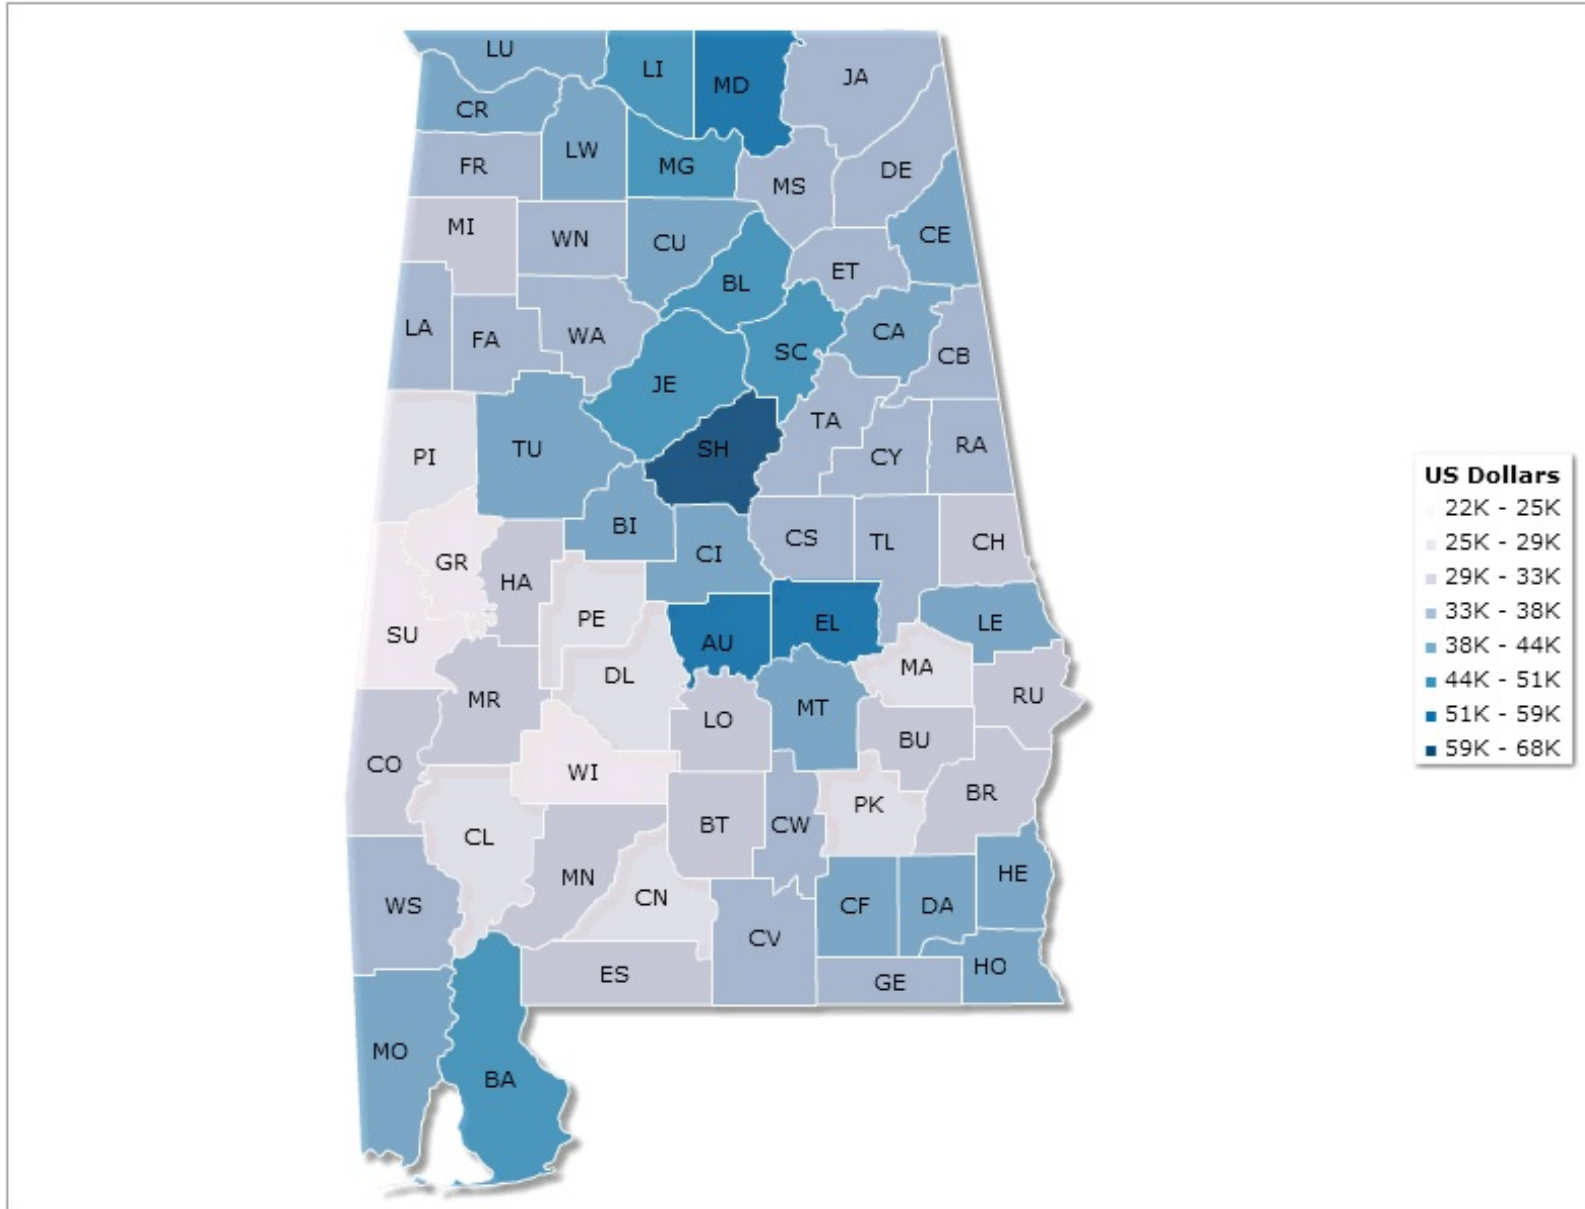 LU
LI
MD
JA
CR
LW
MG
FR
MS
DE
MI
WN
CU
CE
BL
ET
LA
FA
WA
SC
CA
CB
JE
TA
PI
TU
SH
CY
RA
BI
CI
CS
TL
CH
GR
HA
PE
SU
AU
EL
LE
DL
MA
MR
LO
MT
RU
BU
CO
WI
BR
CL
BT
CW
PK
MN
CN
HE
WS
CF
DA
CV
ES
GE
HO
MO
BA
US Dollars
22K - 25K
25K - 29K
29K - 33K
33K - 38K
38K - 44K
44K - 51K
51K - 59K
59K - 68K